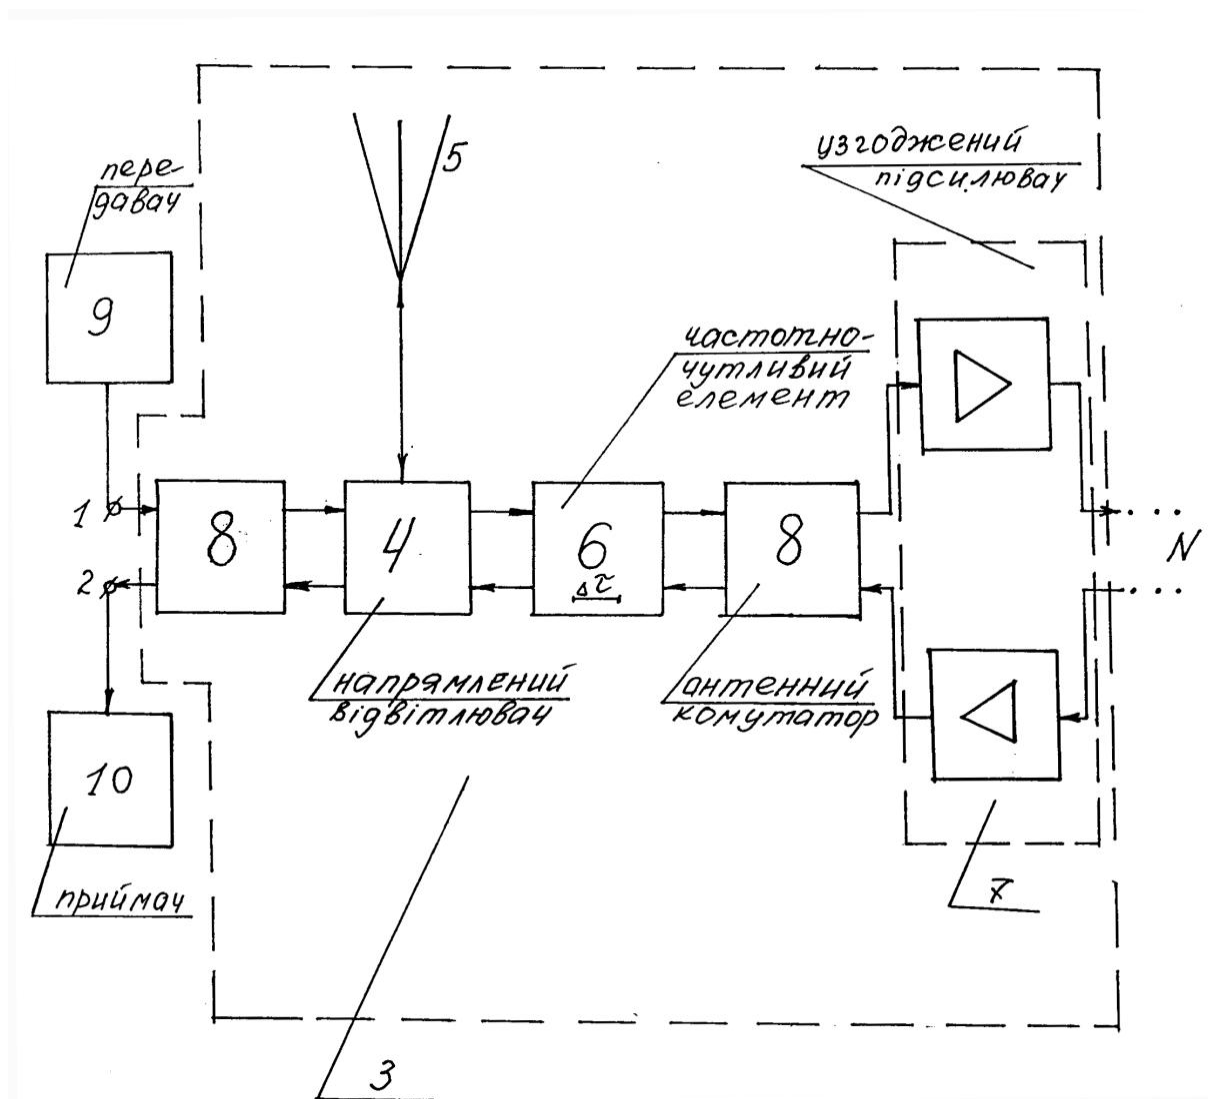 5
узгоджений
підсилювач
пере-
давач
9
частотно-
чутливий
елемент
1
8
4
6
Δτ
8
. . .
N
2
. . .
напрямлений
відвітлювач
антенний
комутатор
10
приймач
7
3